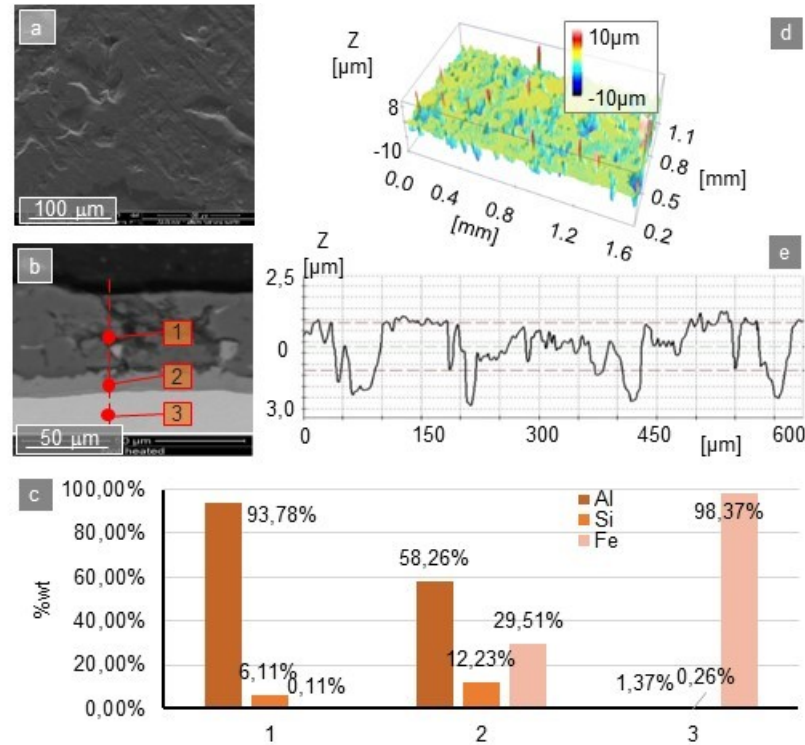 a
100 μm
b
1
2
3
50 μm
heated
Z
[μm]
8
-10
0.0
0.4
0.8
1.2
1.6
[mm]
10μm
-10μm
d
1.1
0.8
0.5
0.2
[mm]
Z
[μm]
e
2,5
0
3,0
0
150
300
450
600
[μm]
c
100,00%
80,00%
60,00%
40,00%
20,00%
0,00%
%wt
93,78%
6,11%
0,11%
58,26%
12,23%
29,51%
1,37%
0,26%
98,37%
Al
Si
Fe
1
2
3